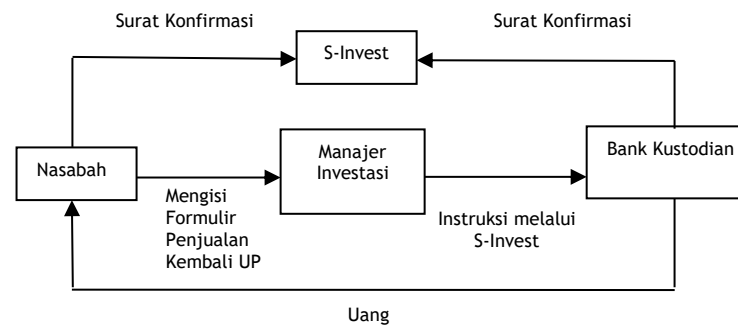 Surat Konfirmasi
Surat Konfirmasi
S-Invest
Nasabah
Manajer
Investasi
Bank Kustodian
Mengisi
Formulir
Penjualan
Kembali UP
Instruksi melalui
S-Invest
Uang